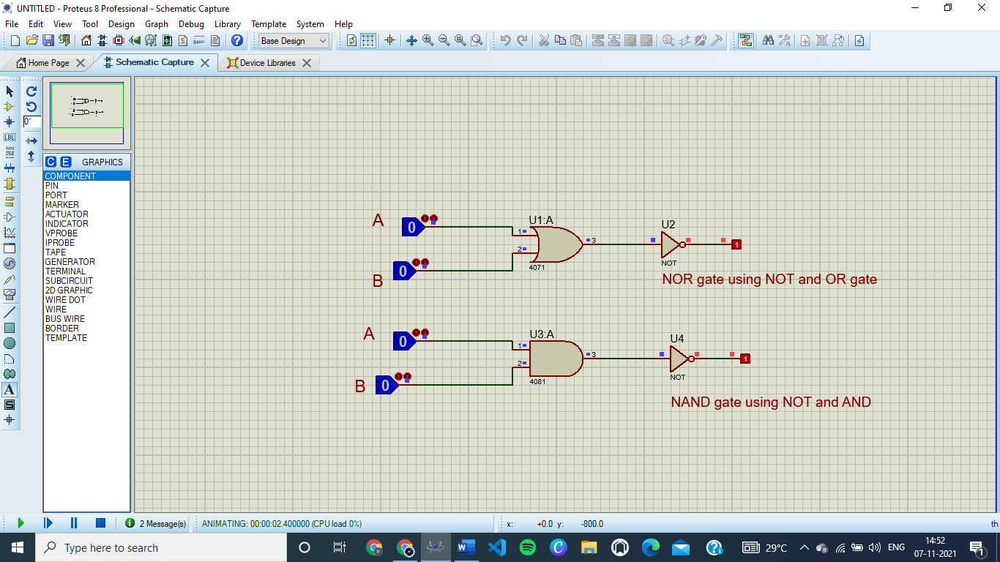 UNTITLED - Proteus 8 Professional - Schematic Capture
File Edit View Tool Design Graph Debug Library Template System Help
Base Design
Home Page Schematic Capture Device Libraries
LBL
0°
C E GRAPHICS
COMPONENT
PIN
PORT
MARKER
ACTUATOR
INDICATOR
VPROBE
IPROBE
TAPE
GENERATOR
TERMINAL
SUBCIRCUIT
2D GRAPHIC
WIRE DOT
WIRE
BUS WIRE
BORDER
TEMPLATE
A
S
A 0
B 0
U1:A
1
2
3
4071
U2
NOT
1
NOR gate using NOT and OR gate
A 0
B 0
U3:A
1
2
3
4081
U4
NOT
1
NAND gate using NOT and AND
2 Message(s) ANIMATING: 00:00:02.400000 (CPU load 0%) x: +0.0 y: -800.0 th
Type here to search
29°C ENG
14:52
07-11-2021
1